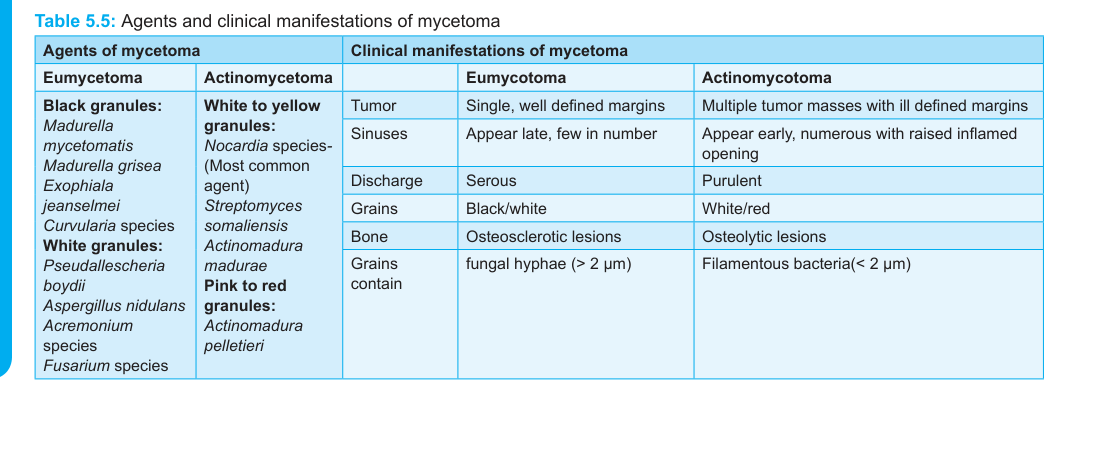 Table 5.5: Agents and clinical manifestations of mycetoma
Agents of mycetoma
Clinical manifestations of mycetoma
Eumycetoma
Actinomycetoma
Eumycotoma
Actinomycotoma
Black granules:
Madurella
mycetomatis
Madurella grisea
Exophiala
jeanselmei
Curvularia species
White granules:
Pseudallescheria
boydii
Aspergillus nidulans
Acremonium
species
Fusarium species
White to yellow
granules:
Nocardia species-
(Most common
agent)
Streptomyces
somaliensis
Actinomadura
madurae
Pink to red
granules:
Actinomadura
pelletieri
Tumor
Single, well defined margins
Multiple tumor masses with ill defined margins
Sinuses
Appear late, few in number
Appear early, numerous with raised inflamed
opening
Discharge
Serous
Purulent
Grains
Black/white
White/red
Bone
Osteosclerotic lesions
Osteolytic lesions
Grains
contain
fungal hyphae (> 2 µm)
Filamentous bacteria(< 2 µm)